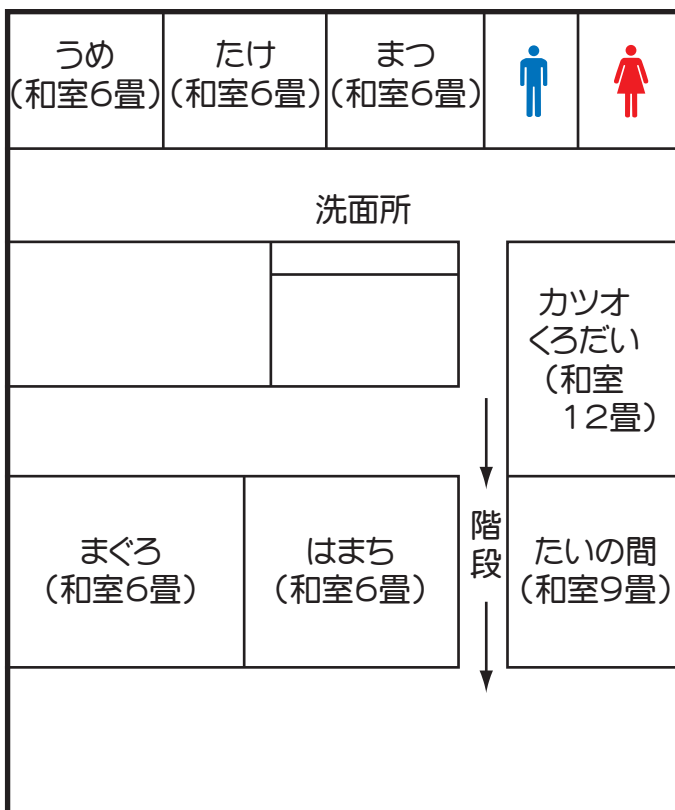 うめ
(和室6畳)
たけ
(和室6畳)
まつ
(和室6畳)
洗面所
カツオ
くろだい
(和室
12畳)
まぐろ
(和室6畳)
はまち
(和室6畳)
階段
たいの間
(和室9畳)